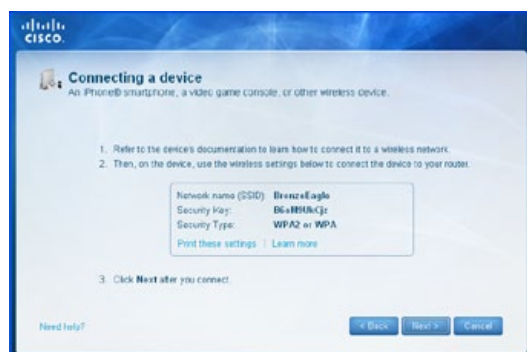 CISCO.
Connecting a device
An iPhone® smartphone, a video game console, or other wireless device.
1. Refer to the device's documentation to learn how to connect it to a wireless network.
2. Then, on the device, use the wireless settings below to connect the device to your router.
Network name (SSID): BronzeEagle
Security Key:
Security Type: WPA2 or WPA
Print these settings | Learn more
3. Click Next after you connect.
Need help?
< Back Next > Cancel